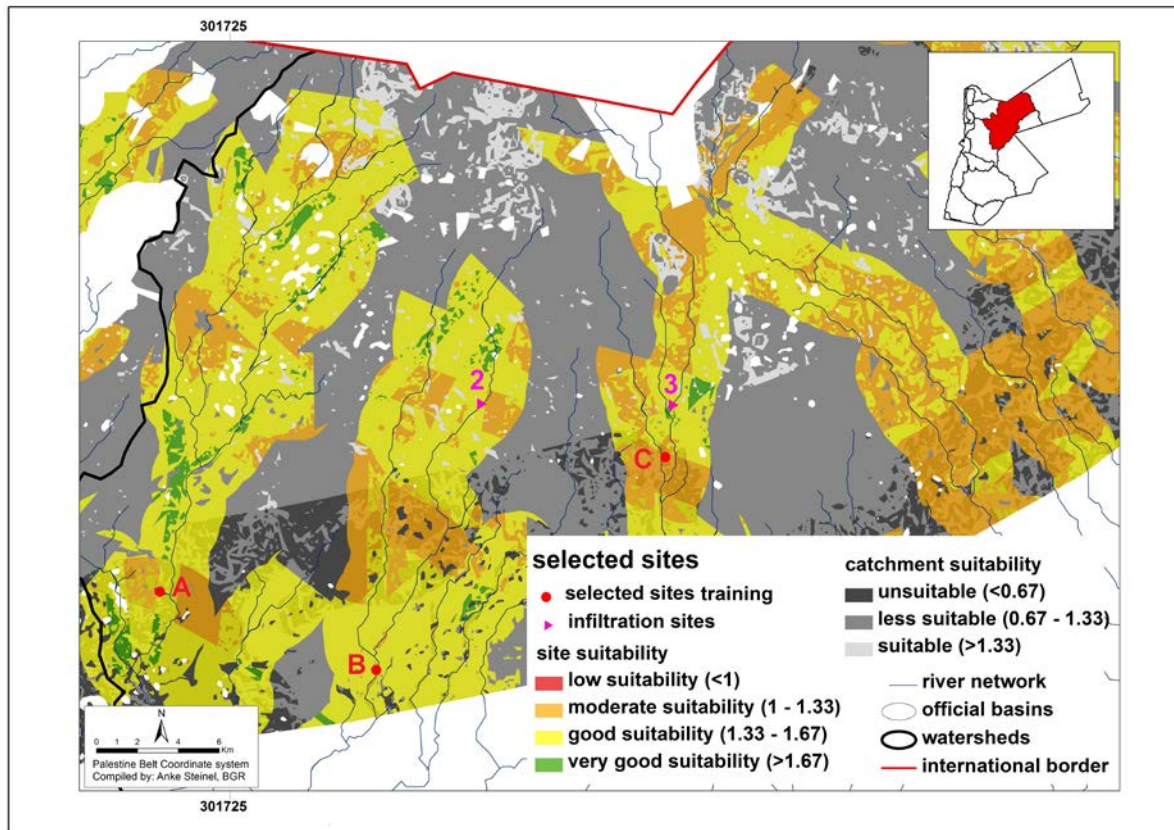 301725
2
3
C
A
B
selected sites
selected sites training
infiltration sites
site suitability
low suitability (<1)
moderate suitability (1 - 1.33)
good suitability (1.33 - 1.67)
very good suitability (>1.67)
catchment suitability
unsuitable (<0.67)
less suitable (0.67 - 1.33)
suitable (>1.33)
river network
official basins
watersheds
international border
N
0 2 4 6
Km
Palestine Belt Coordinate system
Compiled by: Anke Steinel, BGR
301725